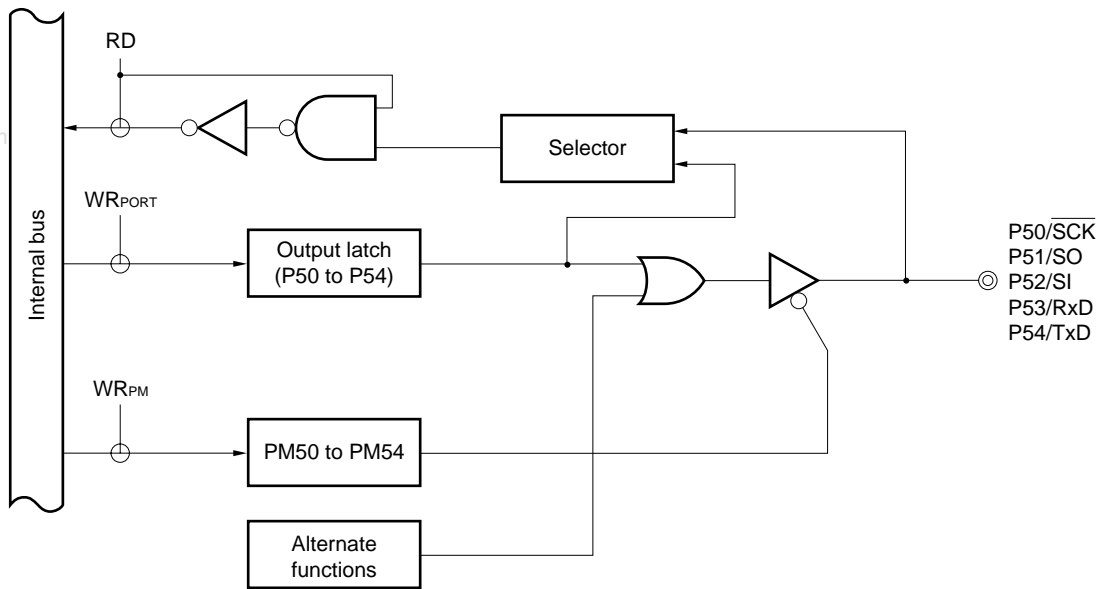 RD
Internal bus
Selector
WRPORT
Output latch
(P50 to P54)
P50/SCK
P51/SO
P52/SI
P53/RxD
P54/TxD
WRPM
PM50 to PM54
Alternate
functions